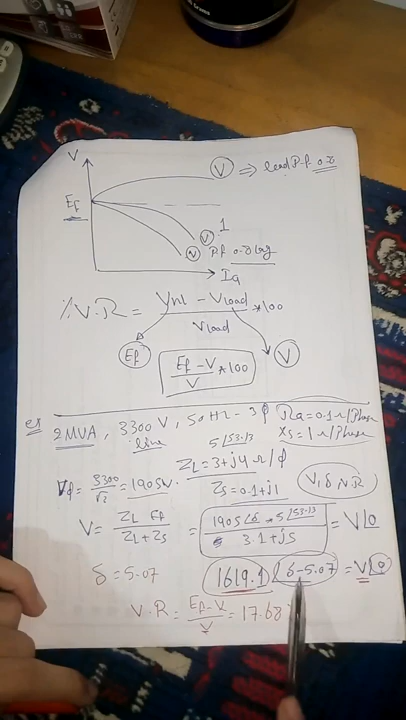 V
V ⇒ lead P.f. 0.8
Ef
V 1
V P.f 0.8 lag
Ia
% V.R = Vnl - Vload / Vload * 100
Ef
V
Ef - V / V * 100
ex 2MVA, 3300 V, 50Hz - 3ϕ Ra = 0.1 Ω/Phase
line Xs = 1 Ω/Phase
5∠53.13
ZL = 3+j4 Ω/ϕ
Vϕ = 3300/√3 = 1905V. Zs = 0.1+j1 V, δ, V.R
V = ZL Ef / ZL + Zs = 1905∠δ * 5∠53.13 / 3.1+j5 = V∠0
δ = 5.07 1619.1 ∠δ-5.07 = V∠0
V.R = Ef - V / V = 17.68%